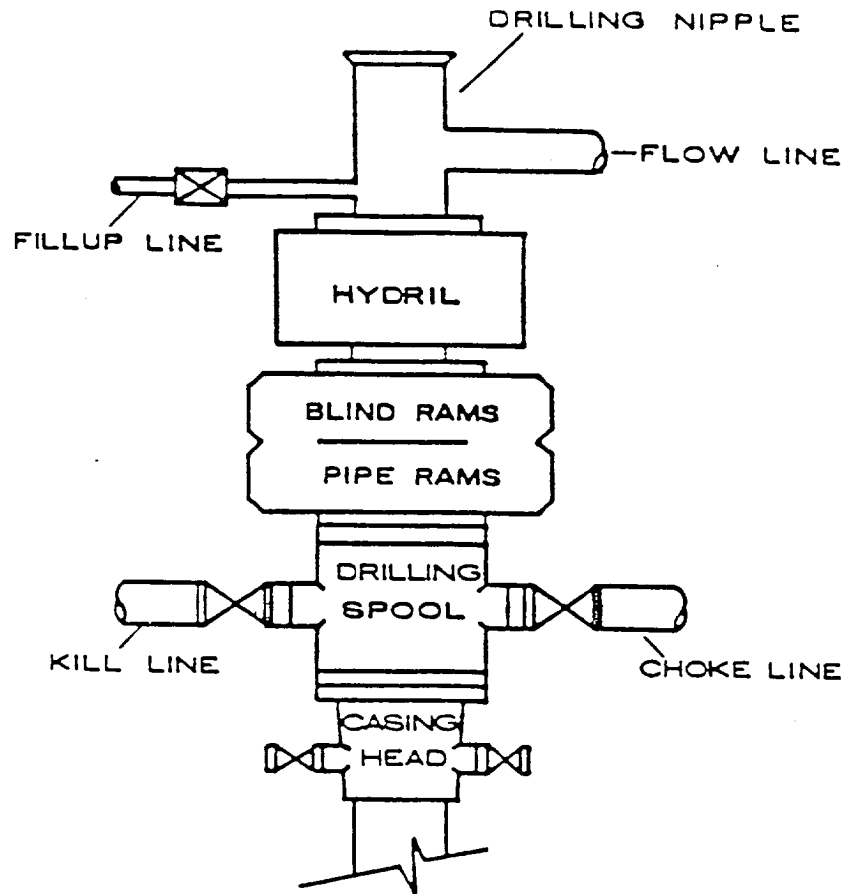 DRILLING NIPPLE
FLOW LINE
FILLUP LINE
HYDRIL
BLIND RAMS
PIPE RAMS
DRILLING
SPOOL
KILL LINE
CHOKE LINE
CASING
HEAD